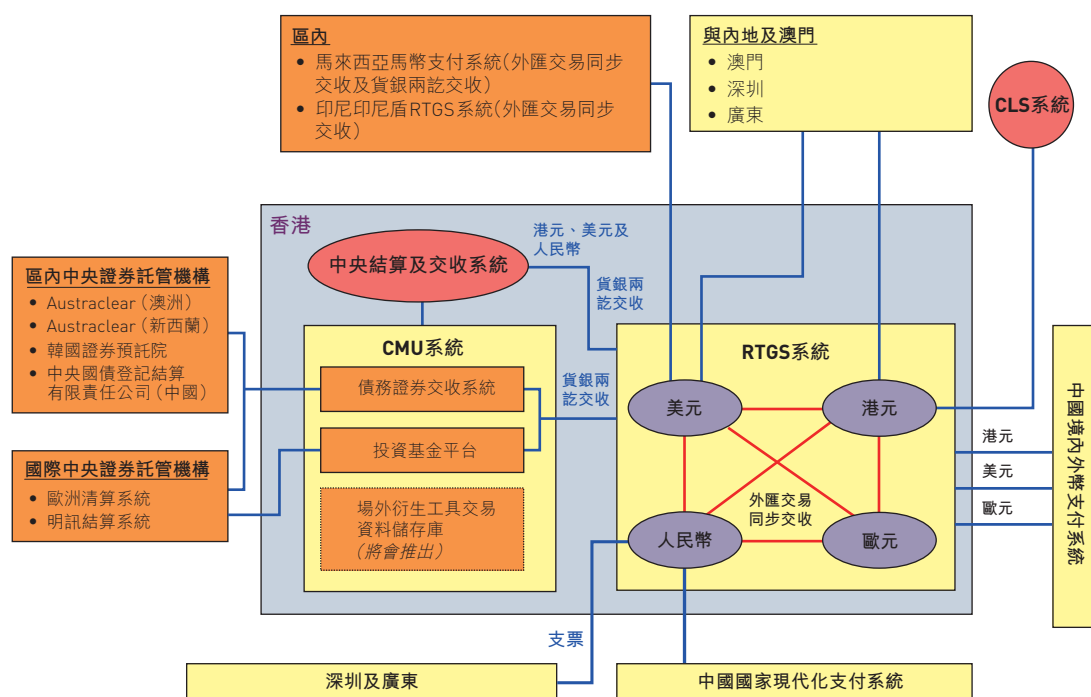 區內
• 馬來西亞馬幣支付系統(外匯交易同步
交收及貨銀兩訖交收)
• 印尼印尼盾RTGS系統(外匯交易同步
交收)
與內地及澳門
• 澳門
• 深圳
• 廣東
CLS系統
香港
中央結算及交收系統
港元、美元及
人民幣
貨銀兩
訖交收
區內中央證券託管機構
• Austraclear(澳洲)
• Austraclear(新西蘭)
• 韓國證券預託院
• 中央國債登記結算
有限責任公司(中國)
國際中央證券託管機構
• 歐洲清算系統
• 明訊結算系統
CMU系統
債務證券交收系統
投資基金平台
場外衍生工具交易
資料儲存庫
(將會推出)
貨銀兩
訖交收
RTGS系統
美元
港元
外匯交易
同步交收
人民幣
歐元
港元
美元
歐元
中國境內外幣支付系統
支票
深圳及廣東
中國國家現代化支付系統